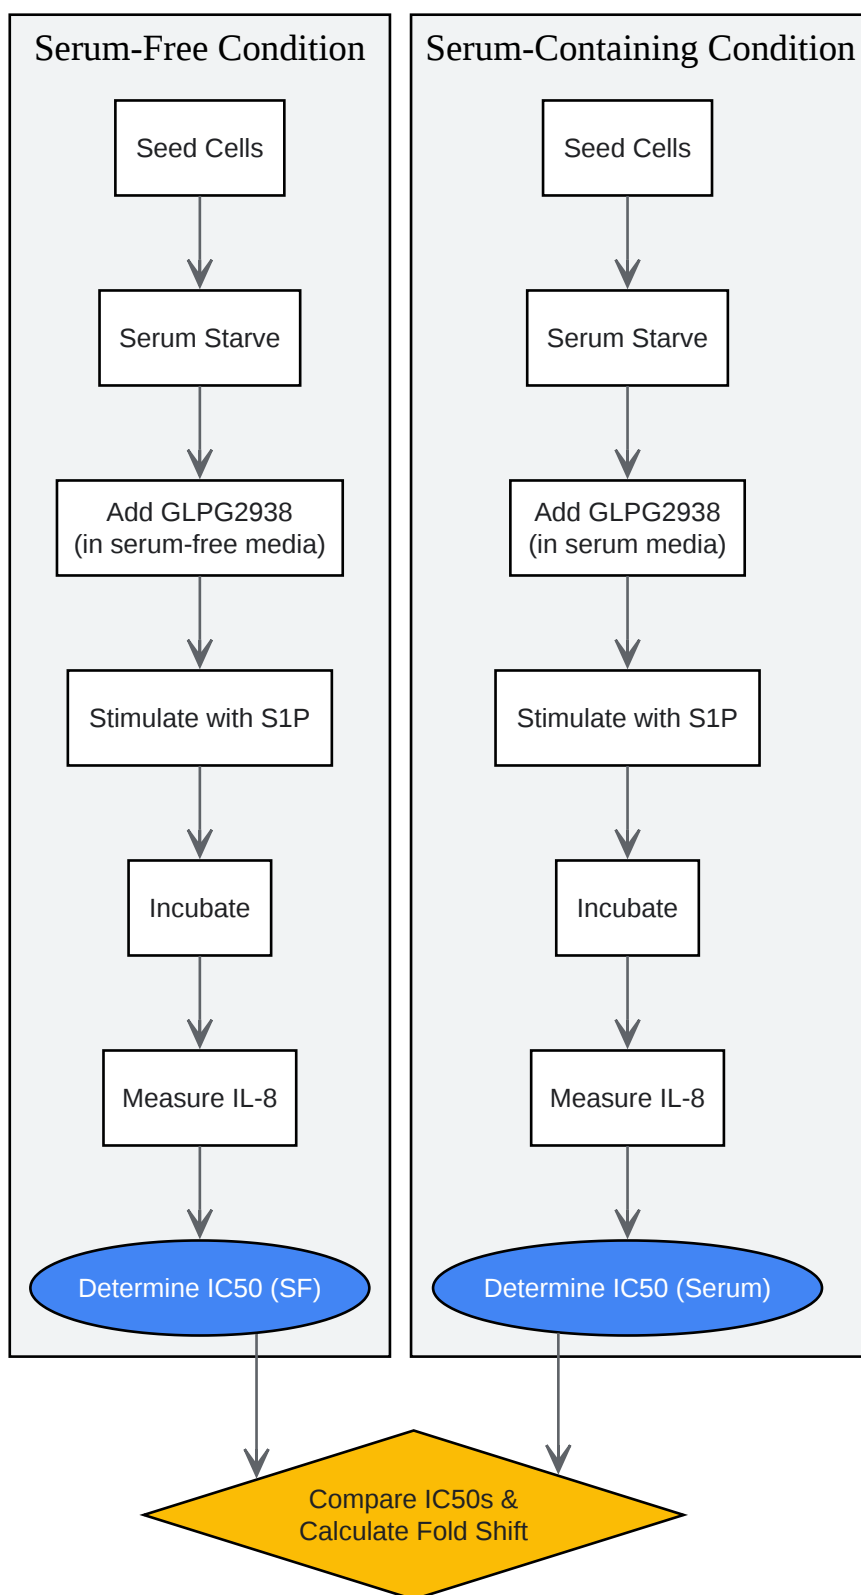 Serum-Free Condition
Seed Cells
Serum Starve
Add GLPG2938
(in serum-free media)
Stimulate with S1P
Incubate
Measure IL-8
Determine IC50 (SF)
Serum-Containing Condition
Seed Cells
Serum Starve
Add GLPG2938
(in serum media)
Stimulate with S1P
Incubate
Measure IL-8
Determine IC50 (Serum)
Compare IC50s &
Calculate Fold Shift